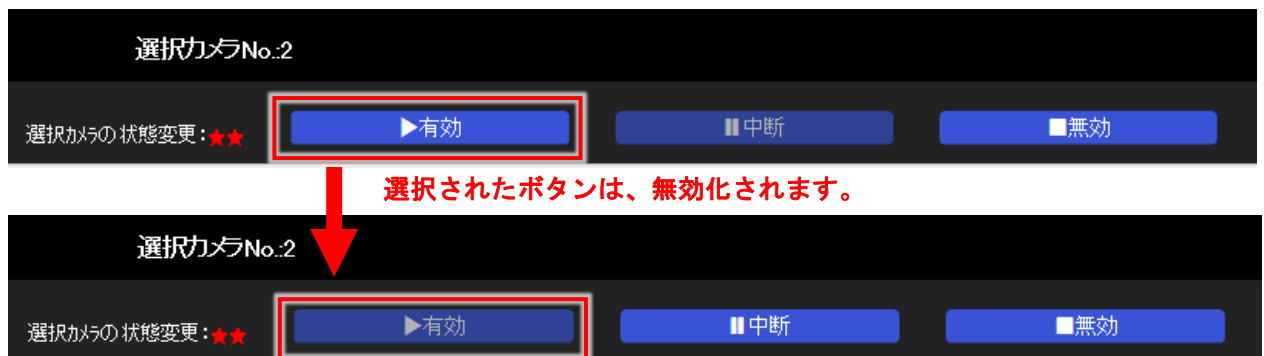 選択カメラNo.:2
選択カメラの状態変更:★★ ▶有効 ⏸中断 ■無効
選択されたボタンは、無効化されます。
選択カメラNo.:2
選択カメラの状態変更:★★ ▶有効 ⏸中断 ■無効